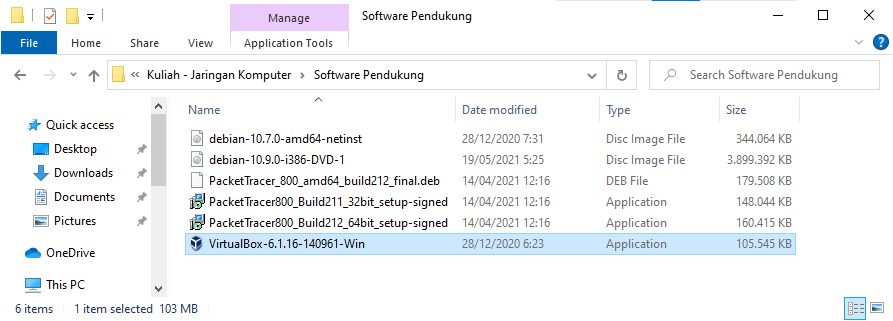 Manage Software Pendukung
File Home Share View Application Tools
Kuliah - Jaringan Komputer Software Pendukung Search Software Pendukung
Name Date modified Type Size
Quick access
Desktop
Downloads
Documents
Pictures
OneDrive
This PC
debian-10.7.0-amd64-netinst 28/12/2020 7:31 Disc Image File 344.064 KB
debian-10.9.0-i386-DVD-1 19/05/2021 5:25 Disc Image File 3.899.392 KB
PacketTracer_800_amd64_build212_final.deb 14/04/2021 12:16 DEB File 179.508 KB
PacketTracer800_Build211_32bit_setup-signed 14/04/2021 12:16 Application 148.044 KB
PacketTracer800_Build212_64bit_setup-signed 14/04/2021 12:16 Application 160.415 KB
VirtualBox-6.1.16-140961-Win 28/12/2020 6:23 Application 105.545 KB
6 items 1 item selected 103 MB